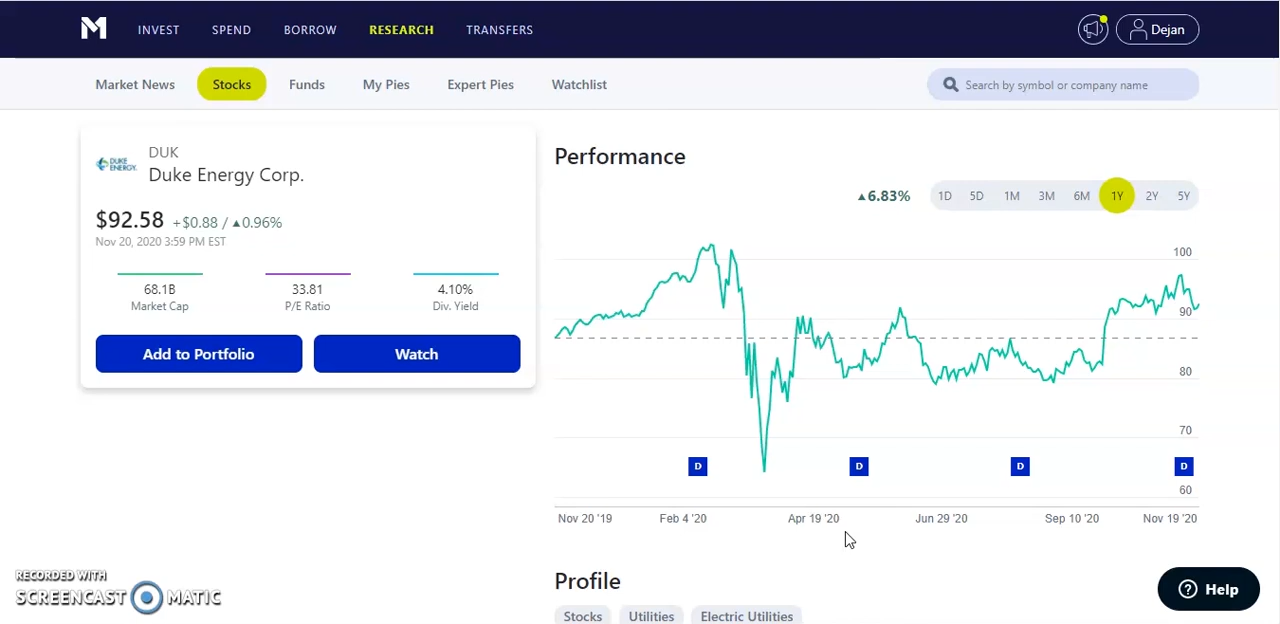 M INVEST SPEND BORROW RESEARCH TRANSFERS Dejan
Market News Stocks Funds My Pies Expert Pies Watchlist Search by symbol or company name
DUKE ENERGY.
DUK
Duke Energy Corp.
$92.58 +$0.88 / ▲0.96%
Nov 20, 2020 3:59 PM EST
68.1B 33.81 4.10%
Market Cap P/E Ratio Div. Yield
Add to Portfolio Watch
Performance
▲6.83% 1D 5D 1M 3M 6M 1Y 2Y 5Y
100
90
80
70
D D D D
60
Nov 20 '19 Feb 4 '20 Apr 19 '20 Jun 29 '20 Sep 10 '20 Nov 19 '20
Profile
Stocks Utilities Electric Utilities
Help
RECORDED WITH
SCREENCAST MATIC